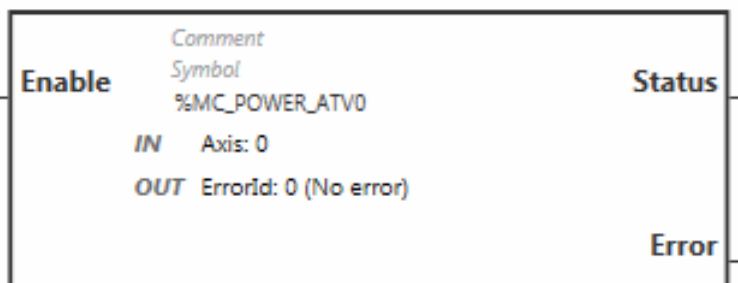 Comment
Enable Symbol Status
%MC_POWER_ATV0
IN Axis: 0
OUT ErrorId: 0 (No error)
Error